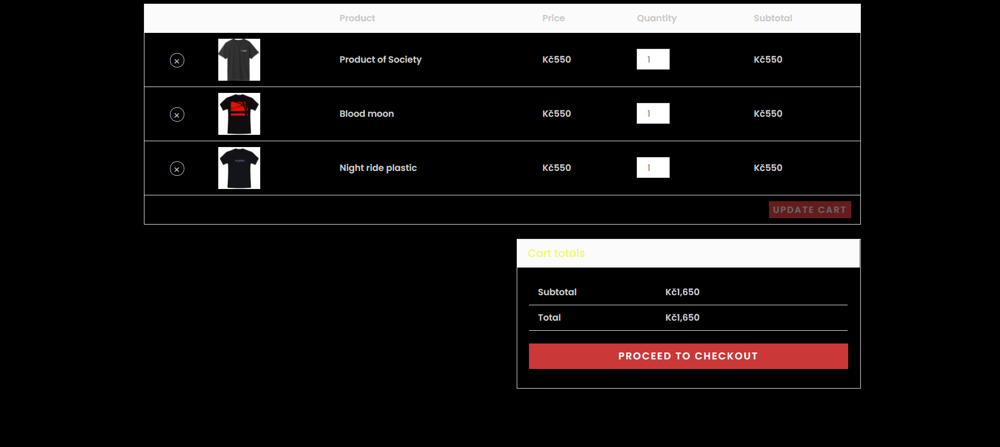 Product Price Quantity Subtotal
× Product of Society Kč550 1 Kč550
× Blood moon Kč550 1 Kč550
× Night ride plastic Kč550 1 Kč550
UPDATE CART
Cart totals
Subtotal Kč1,650
Total Kč1,650
PROCEED TO CHECKOUT